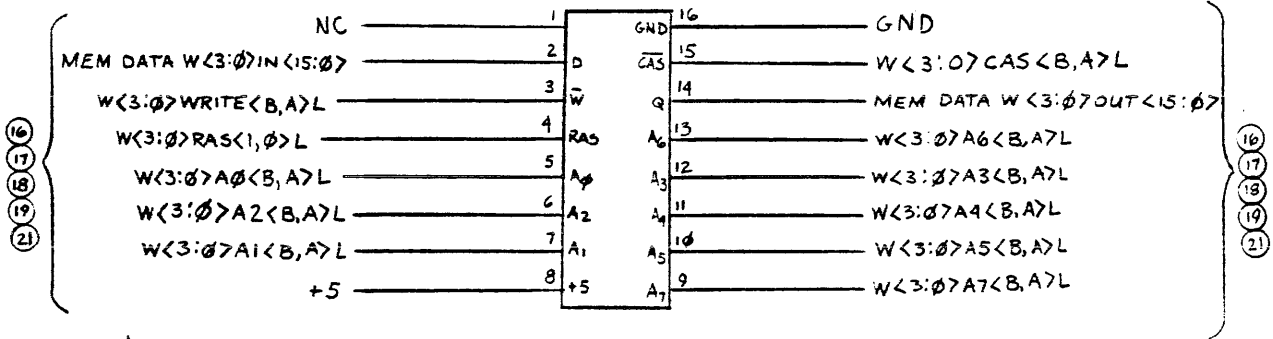 NC 1 GND 16 GND
MEM DATA W<3:Ø>IN<15:Ø> 2 D C̅A̅S̅ 15 W<3:0>CAS<B,A>L
W<3:Ø>WRITE<B,A>L 3 W̅ Q 14 MEM DATA W<3:Ø>OUT<15:Ø>
W<3:Ø>RAS<1,Ø>L 4 RAS A6 13 W<3:Ø>A6<B,A>L
W<3:Ø>AØ<B,A>L 5 AØ A3 12 W<3:Ø>A3<B,A>L
W<3:Ø>A2<B,A>L 6 A2 A4 11 W<3:Ø>A4<B,A>L
W<3:Ø>A1<B,A>L 7 A1 A5 1Ø W<3:Ø>A5<B,A>L
+5 8 +5 A7 9 W<3:Ø>A7<B,A>L
16 16
17 17
18 18
19 19
21 21